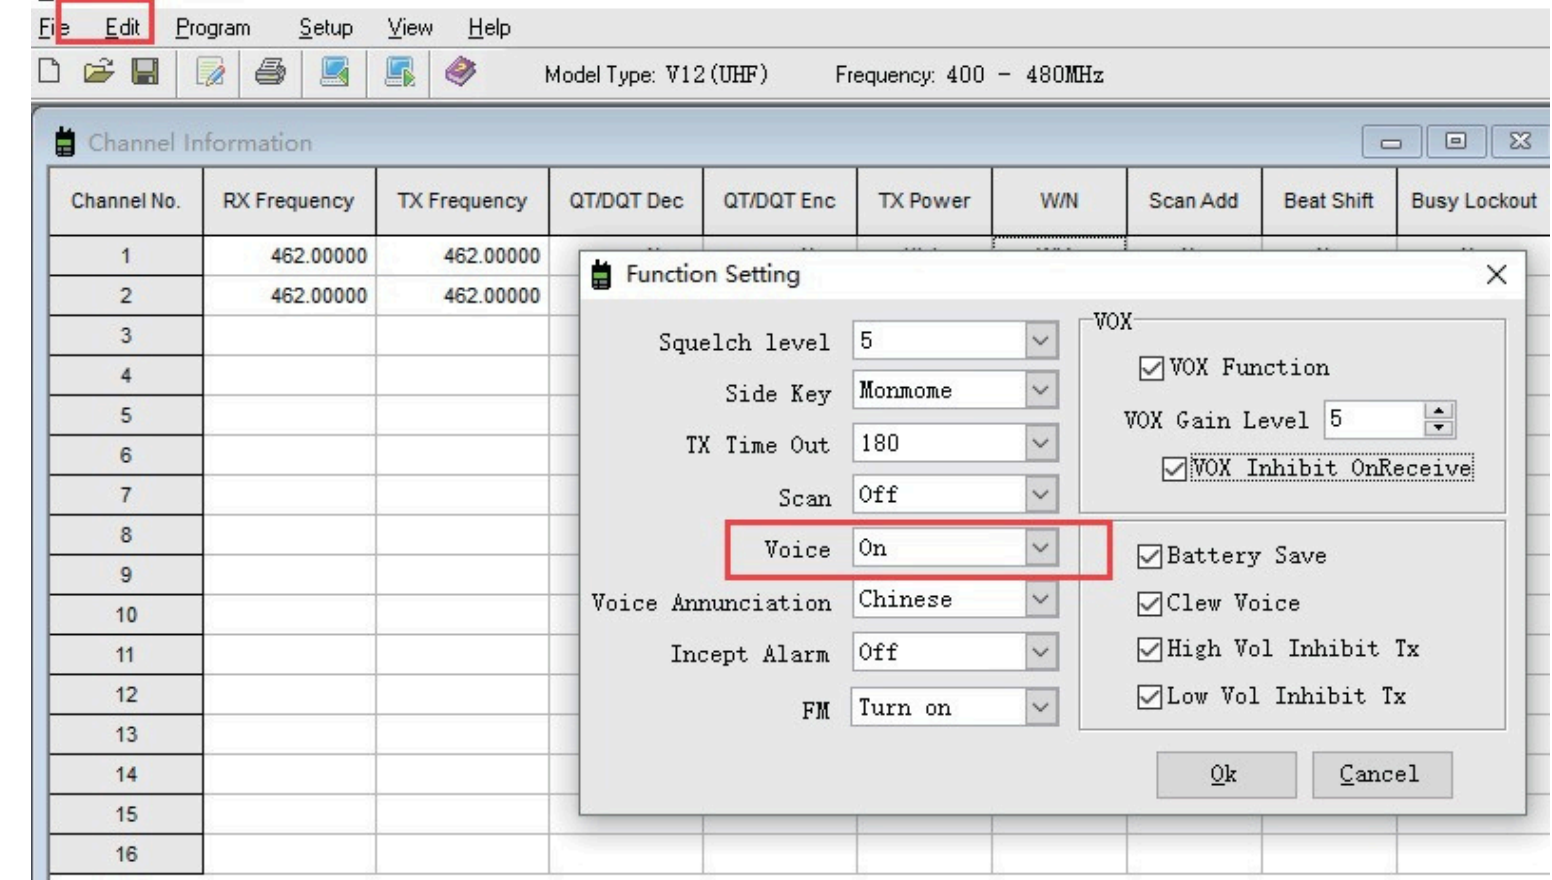 File Edit Program Setup View Help
Model Type: V12(UHF) Frequency: 400 - 480MHz
Channel Information
Channel No. RX Frequency TX Frequency QT/DQT Dec QT/DQT Enc TX Power W/N Scan Add Beat Shift Busy Lockout
1 462.00000 462.00000
2 462.00000 462.00000
3
4
5
6
7
8
9
10
11
12
13
14
15
16
Function Setting
Squelch level 5
Side Key Monmome
TX Time Out 180
Scan Off
Voice On
Voice Annunciation Chinese
Incept Alarm Off
FM Turn on
VOX
VOX Function
VOX Gain Level 5
VOX Inhibit OnReceive
Battery Save
Clew Voice
High Vol Inhibit Tx
Low Vol Inhibit Tx
Ok Cancel